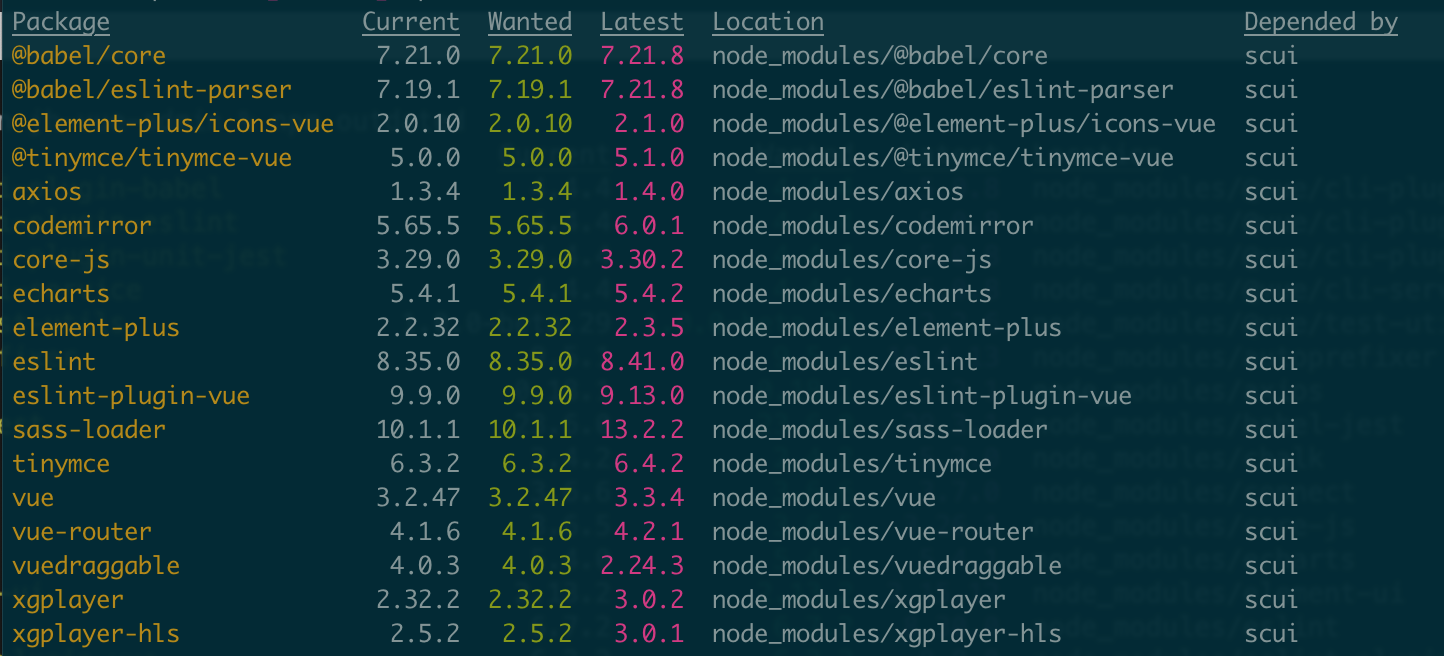 Package Current Wanted Latest Location Depended by
@babel/core 7.21.0 7.21.0 7.21.8 node_modules/@babel/core scui
@babel/eslint-parser 7.19.1 7.19.1 7.21.8 node_modules/@babel/eslint-parser scui
@element-plus/icons-vue 2.0.10 2.0.10 2.1.0 node_modules/@element-plus/icons-vue scui
@tinymce/tinymce-vue 5.0.0 5.0.0 5.1.0 node_modules/@tinymce/tinymce-vue scui
axios 1.3.4 1.3.4 1.4.0 node_modules/axios scui
codemirror 5.65.5 5.65.5 6.0.1 node_modules/codemirror scui
core-js 3.29.0 3.29.0 3.30.2 node_modules/core-js scui
echarts 5.4.1 5.4.1 5.4.2 node_modules/echarts scui
element-plus 2.2.32 2.2.32 2.3.5 node_modules/element-plus scui
eslint 8.35.0 8.35.0 8.41.0 node_modules/eslint scui
eslint-plugin-vue 9.9.0 9.9.0 9.13.0 node_modules/eslint-plugin-vue scui
sass-loader 10.1.1 10.1.1 13.2.2 node_modules/sass-loader scui
tinymce 6.3.2 6.3.2 6.4.2 node_modules/tinymce scui
vue 3.2.47 3.2.47 3.3.4 node_modules/vue scui
vue-router 4.1.6 4.1.6 4.2.1 node_modules/vue-router scui
vuedraggable 4.0.3 4.0.3 2.24.3 node_modules/vuedraggable scui
xgplayer 2.32.2 2.32.2 3.0.2 node_modules/xgplayer scui
xgplayer-hls 2.5.2 2.5.2 3.0.1 node_modules/xgplayer-hls scui